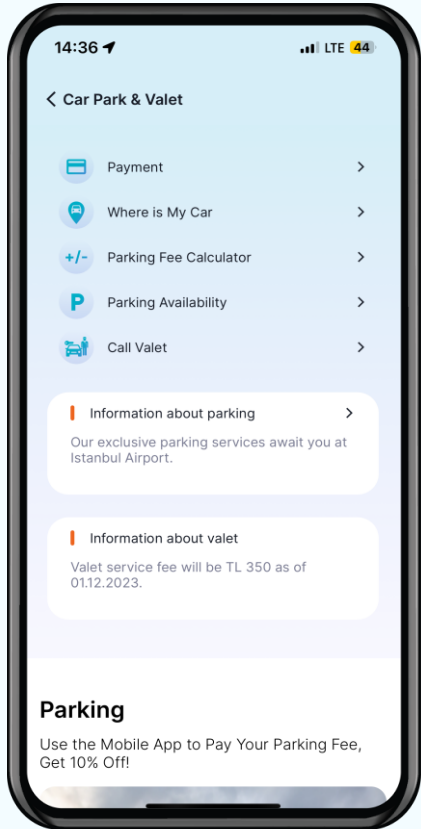 14:36
LTE 44
Car Park & Valet
Payment
Where is My Car
+/- Parking Fee Calculator
P Parking Availability
Call Valet
Information about parking
Our exclusive parking services await you at
Istanbul Airport.
Information about valet
Valet service fee will be TL 350 as of
01.12.2023.
Parking
Use the Mobile App to Pay Your Parking Fee,
Get 10% Off!